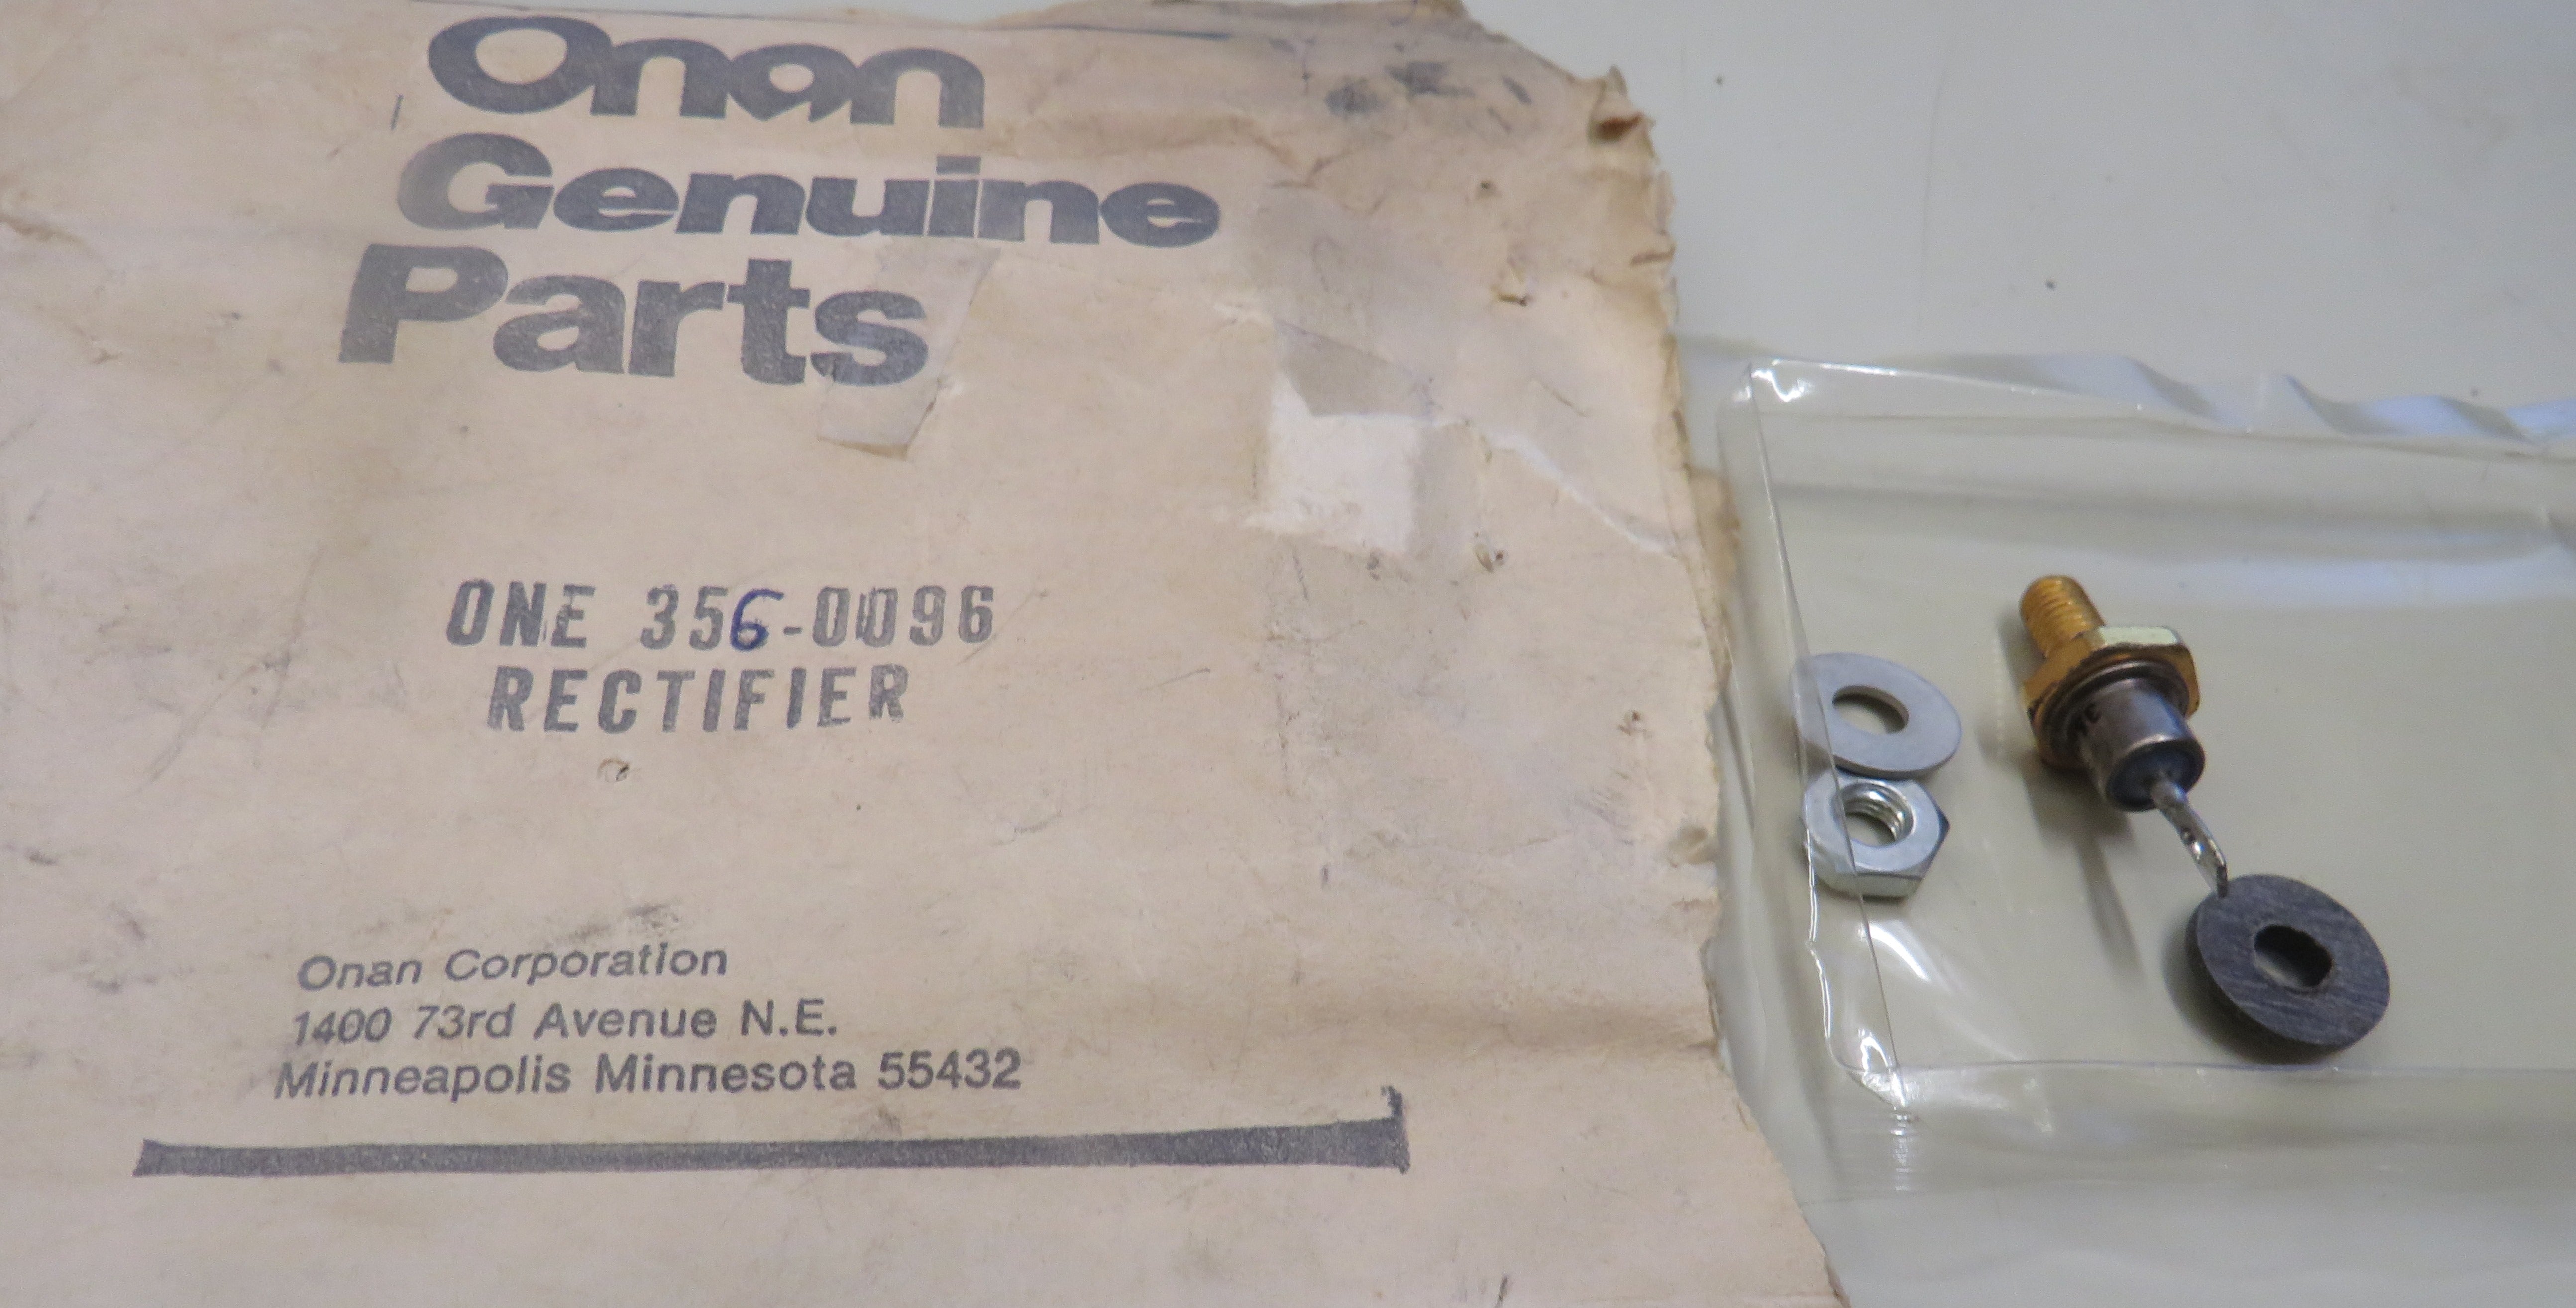 Onan
Genuine
Parts
ONE 356-0096
RECTIFIER
Onan Corporation
1400 73rd Avenue N.E.
Minneapolis Minnesota 55432